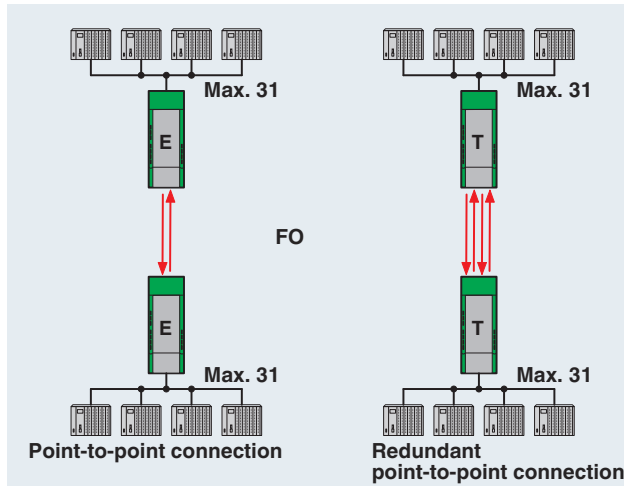 Max. 31
Max. 31
E
T
FO
E
T
Max. 31
Max. 31
Point-to-point connection
Redundant
point-to-point connection